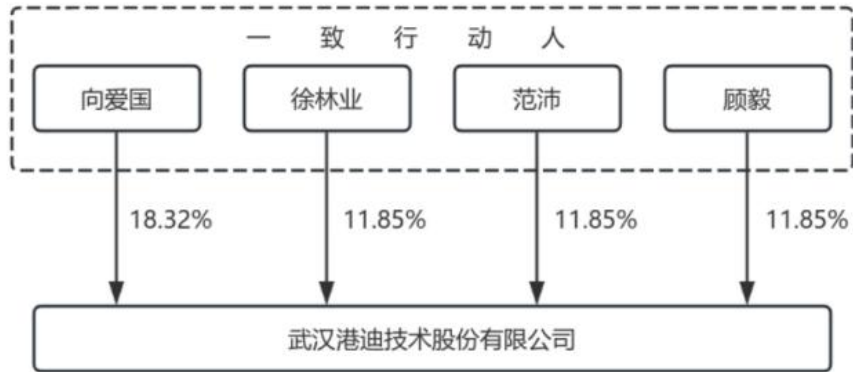 一 致 行 动 人
向爱国 徐林业 范沛 顾毅
18.32% 11.85% 11.85% 11.85%
武汉港迪技术股份有限公司